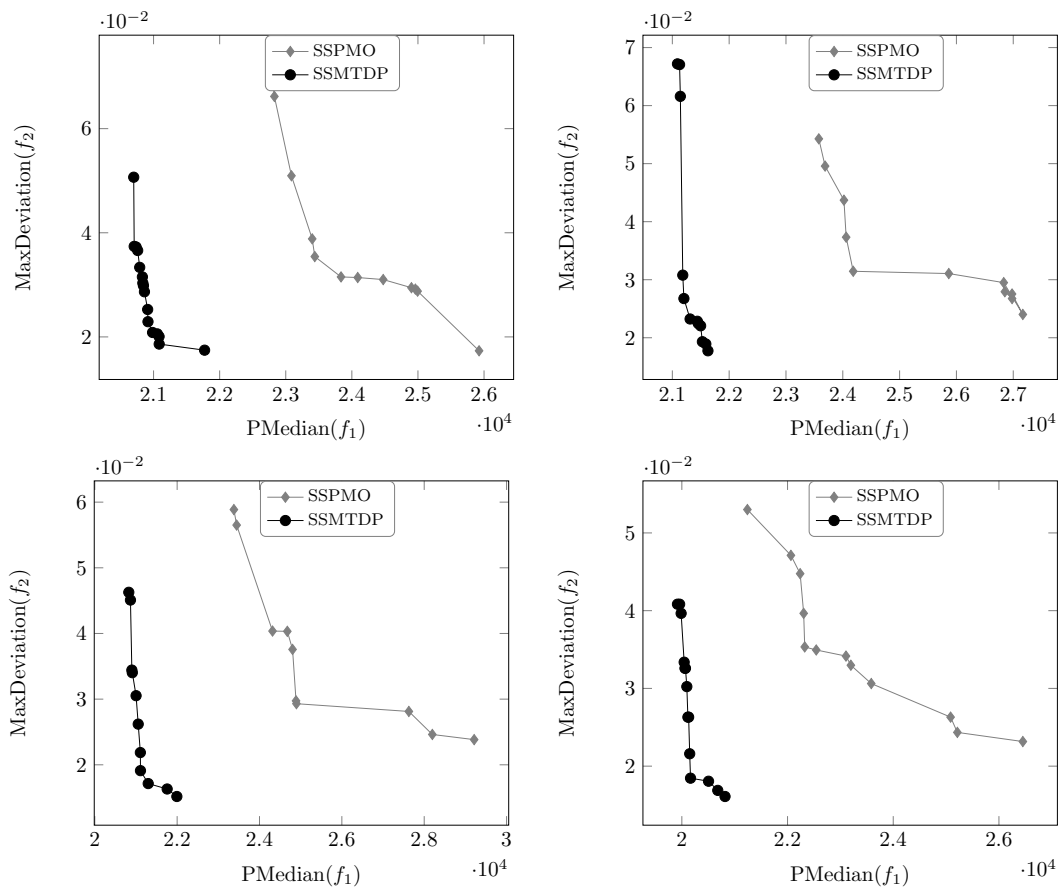 ·10⁻²
SSPMO
SSMTDP
6
4
2
MaxDeviation(f₂)
2.1 2.2 2.3 2.4 2.5 2.6
·10⁴
PMedian(f₁)
·10⁻²
SSPMO
SSMTDP
7
6
5
4
3
2
MaxDeviation(f₂)
2.1 2.2 2.3 2.4 2.5 2.6 2.7
·10⁴
PMedian(f₁)
·10⁻²
SSPMO
SSMTDP
6
5
4
3
2
MaxDeviation(f₂)
2 2.2 2.4 2.6 2.8 3
·10⁴
PMedian(f₁)
·10⁻²
SSPMO
SSMTDP
5
4
3
2
MaxDeviation(f₂)
2 2.2 2.4 2.6
·10⁴
PMedian(f₁)